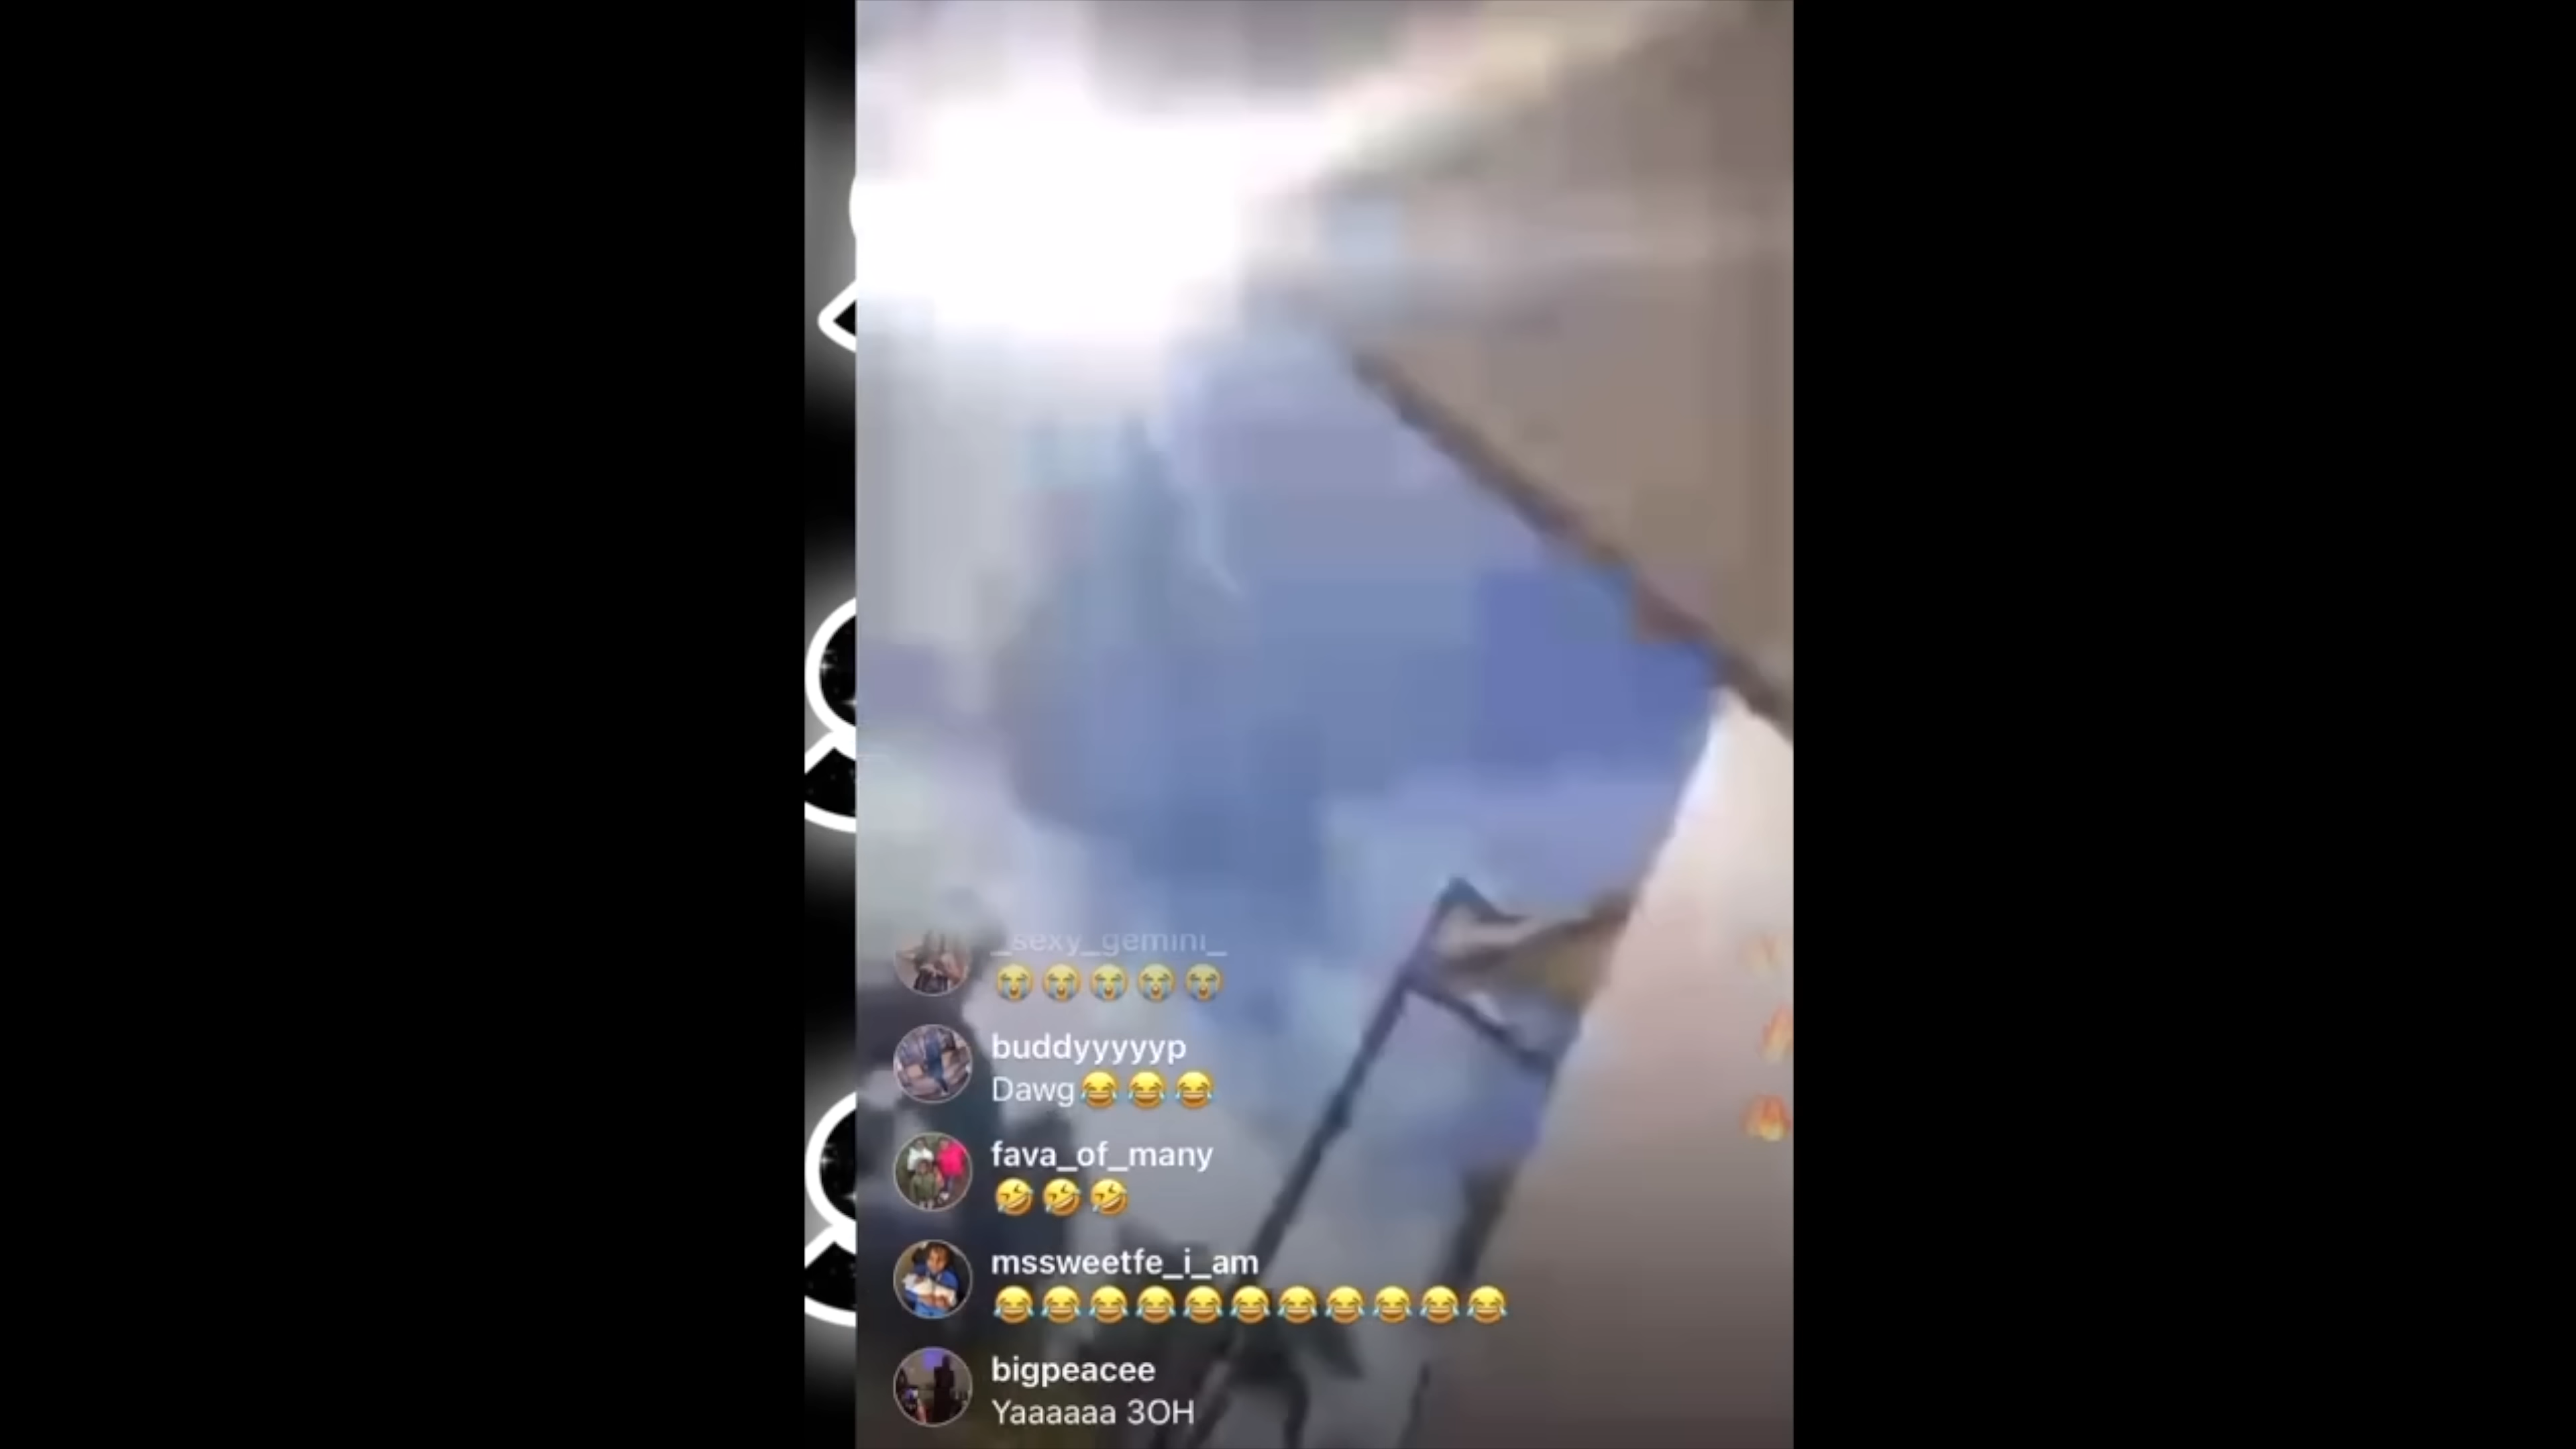 _sexy_gemini_
😭😭😭😭😭
buddyyyyyp
Dawg😂😂😂
fava_of_many
🤣🤣🤣
mssweetfe_i_am
😂😂😂😂😂😂😂😂😂😂😂
bigpeacee
Yaaaaaa 3OH